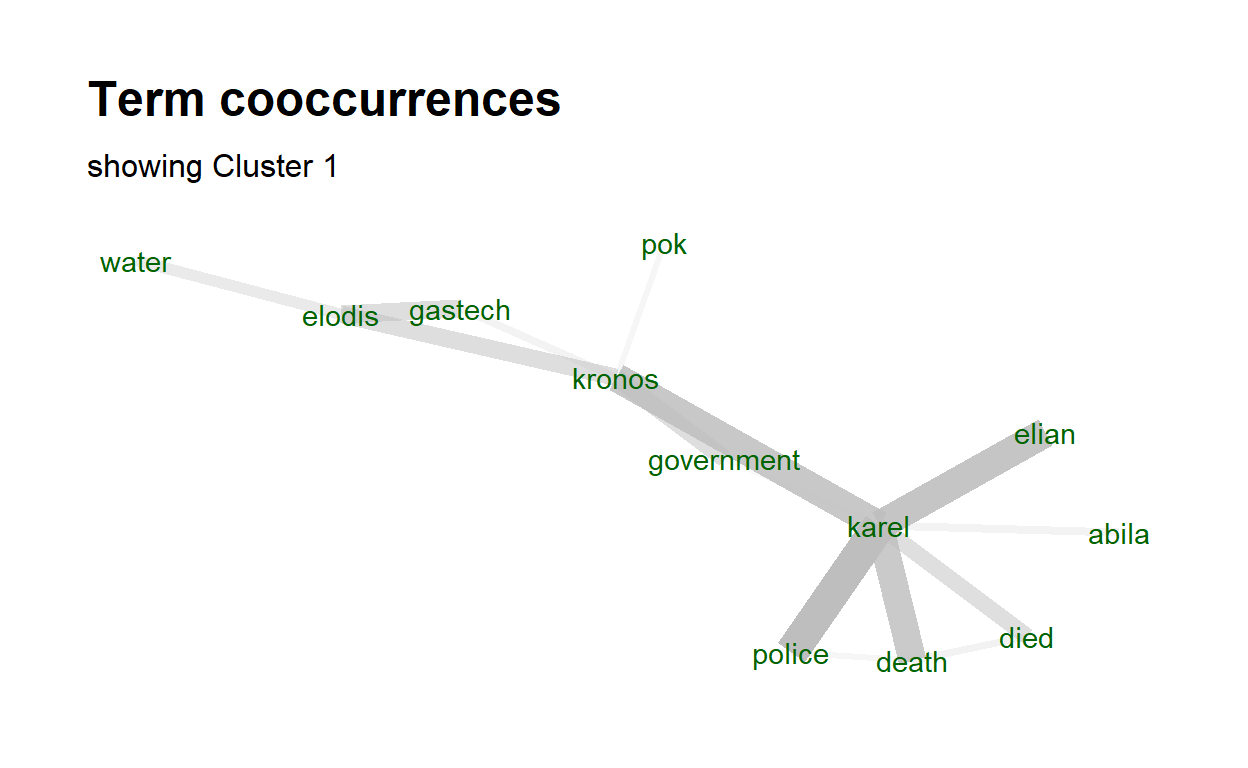 Term cooccurrences
showing Cluster 1
pok
water
gastech
elodis
kronos
elian
government
karel
abila
died
police
death